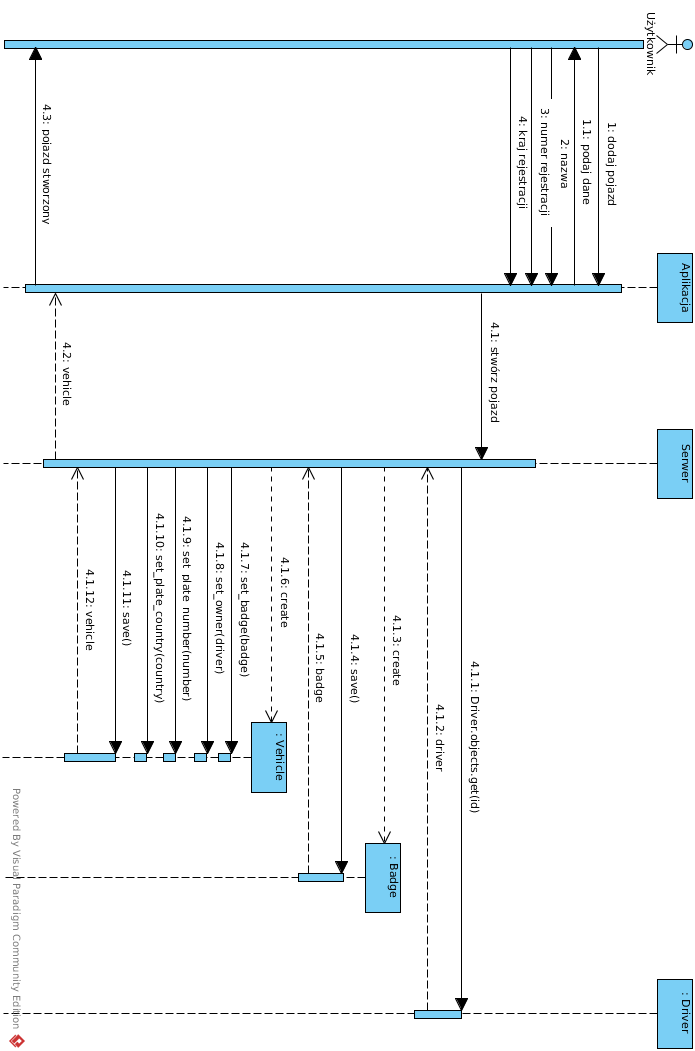 Użytkownik
Aplikacja
Serwer
: Driver
1: dodaj pojazd
1.1: podaj dane
2: nazwa
3: numer rejestracji
4: kraj rejestracji
4.1: stwórz pojazd
4.1.1: Driver.objects.get(id)
4.1.2: driver
: Badge
4.1.3: create
4.1.4: save()
4.1.5: badge
: Vehicle
4.1.6: create
4.1.7: set_badge(badge)
4.1.8: set_owner(driver)
4.1.9: set_plate_number(number)
4.1.10: set_plate_country(country)
4.1.11: save()
4.1.12: vehicle
4.2: vehicle
4.3: pojazd stworzony
Powered By Visual Paradigm Community Edition